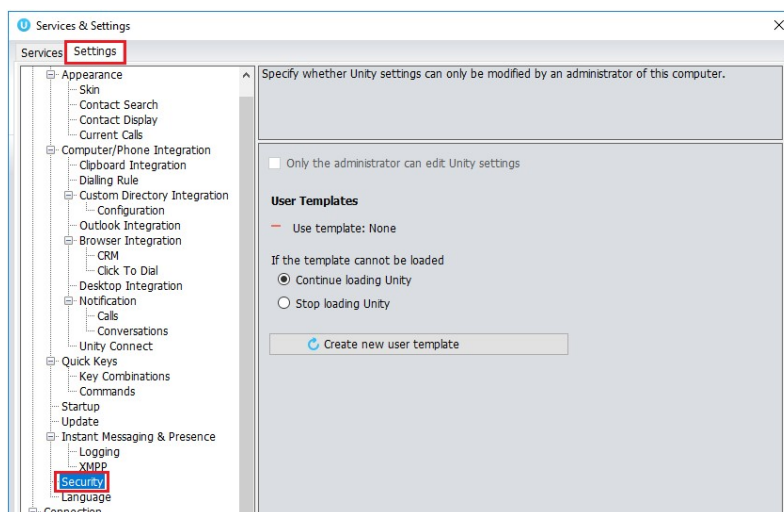 Services & Settings
Services
Settings
Appearance
Skin
Contact Search
Contact Display
Current Calls
Computer/Phone Integration
Clipboard Integration
Dialling Rule
Custom Directory Integration
Configuration
Outlook Integration
Browser Integration
CRM
Click To Dial
Desktop Integration
Notification
Calls
Conversations
Unity Connect
Quick Keys
Key Combinations
Commands
Startup
Update
Instant Messaging & Presence
Logging
XMPP
Security
Language
Connection
Specify whether Unity settings can only be modified by an administrator of this computer.
Only the administrator can edit Unity settings
User Templates
Use template: None
If the template cannot be loaded
Continue loading Unity
Stop loading Unity
Create new user template